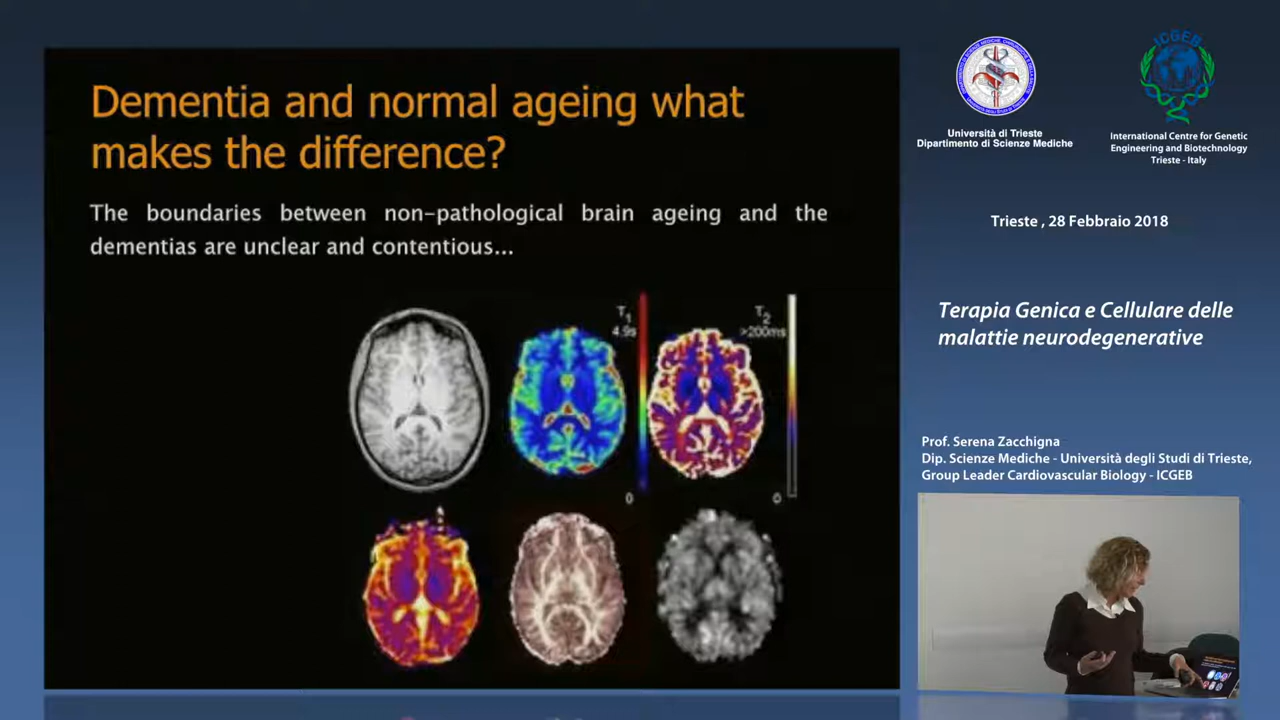 Dementia and normal ageing what
makes the difference?
The boundaries between non-pathological brain ageing and the
dementias are unclear and contentious...
T1
4.9s
0
T2
>200ms
0
ICGEB
Università di Trieste
Dipartimento di Scienze Mediche
International Centre for Genetic
Engineering and Biotechnology
Trieste - Italy
Trieste , 28 Febbraio 2018
Terapia Genica e Cellulare delle
malattie neurodegenerative
Prof. Serena Zacchigna
Dip. Scienze Mediche - Università degli Studi di Trieste,
Group Leader Cardiovascular Biology - ICGEB